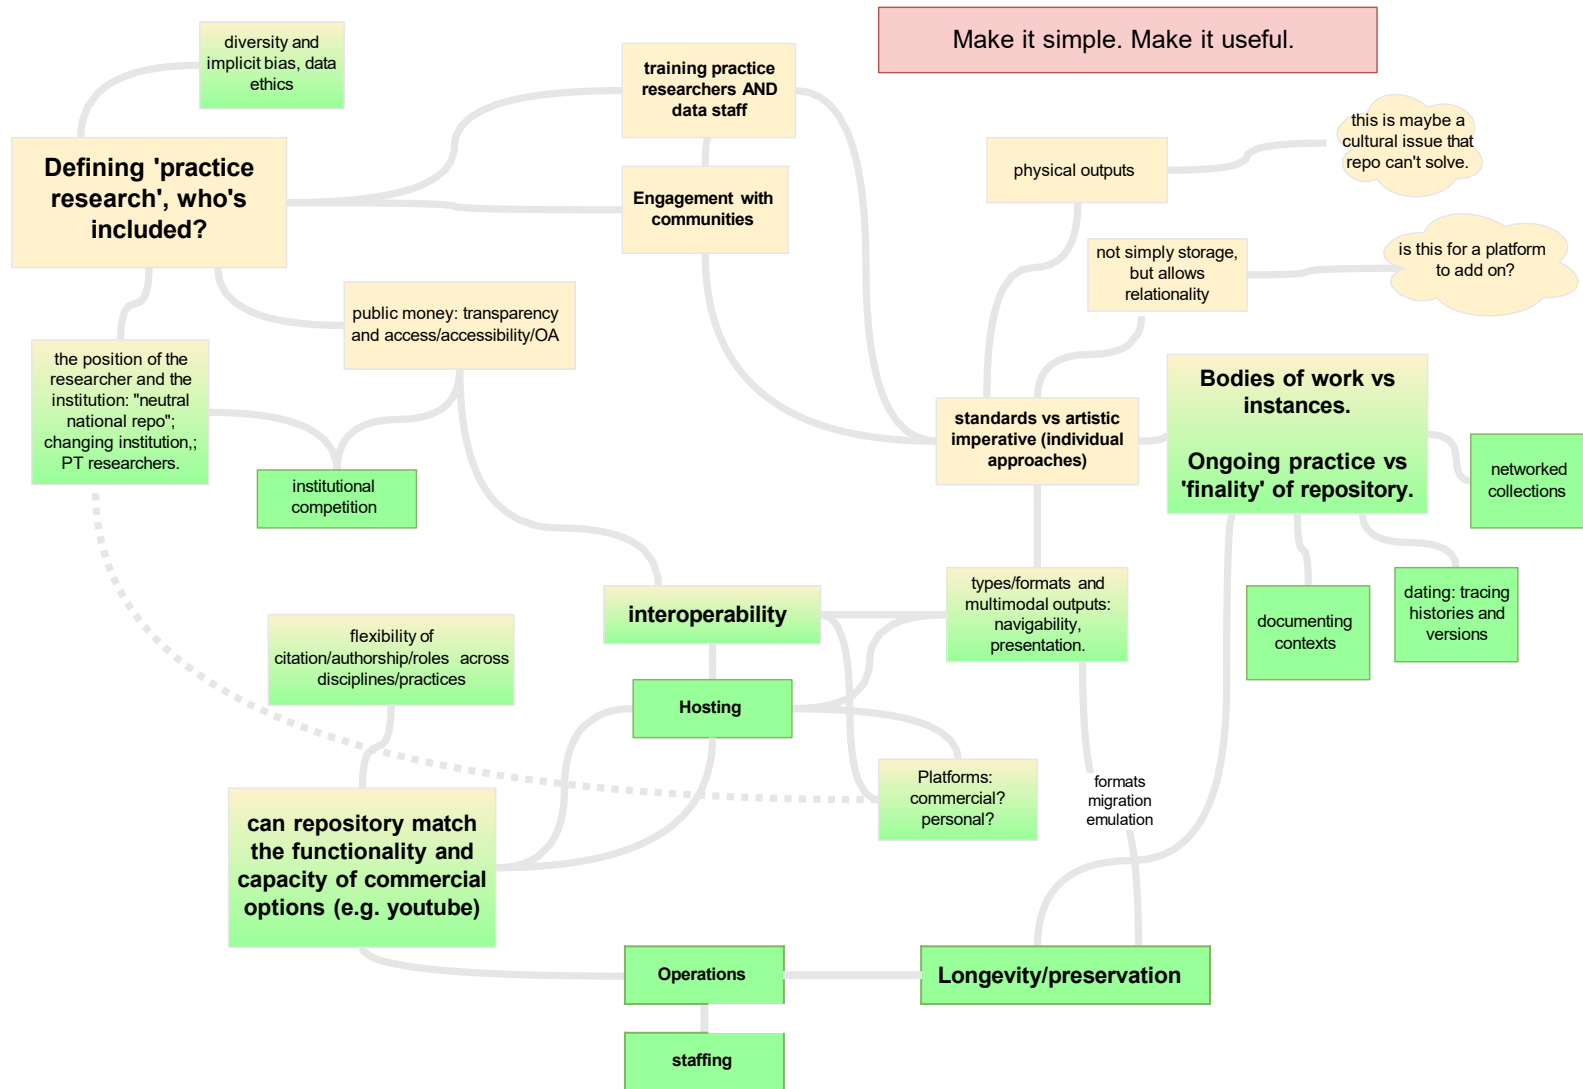 Make it simple. Make it useful.
diversity and
implicit bias, data
ethics
training practice
researchers AND
data staff
this is maybe a
cultural issue that
repo can't solve.
Defining 'practice
research', who's
included?
physical outputs
Engagement with
communities
not simply storage,
but allows
relationality
is this for a platform
to add on?
public money: transparency
and access/accessibility/OA
the position of the
researcher and the
institution: "neutral
national repo";
changing institution,;
PT researchers.
Bodies of work vs
instances.
Ongoing practice vs
'finality' of repository.
standards vs artistic
imperative (individual
approaches)
networked
collections
institutional
competition
interoperability
types/formats and
multimodal outputs:
navigability,
presentation.
documenting
contexts
dating: tracing
histories and
versions
flexibility of
citation/authorship/roles across
disciplines/practices
Hosting
Platforms:
commercial?
personal?
formats
migration
emulation
can repository match
the functionality and
capacity of commercial
options (e.g. youtube)
Operations
Longevity/preservation
staffing